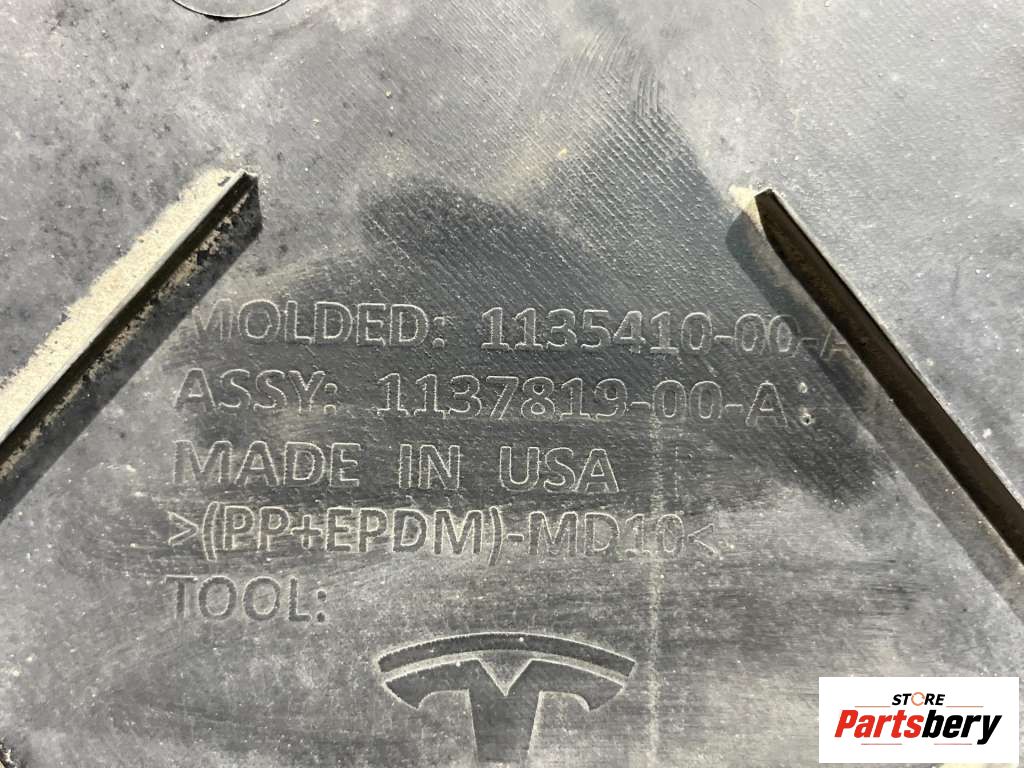 MOLDED: 1135410-00-A
ASSY: 1137819-00-A
MADE IN USA
>(PP+EPDM)-MD10<
TOOL:
STORE
Partsbery